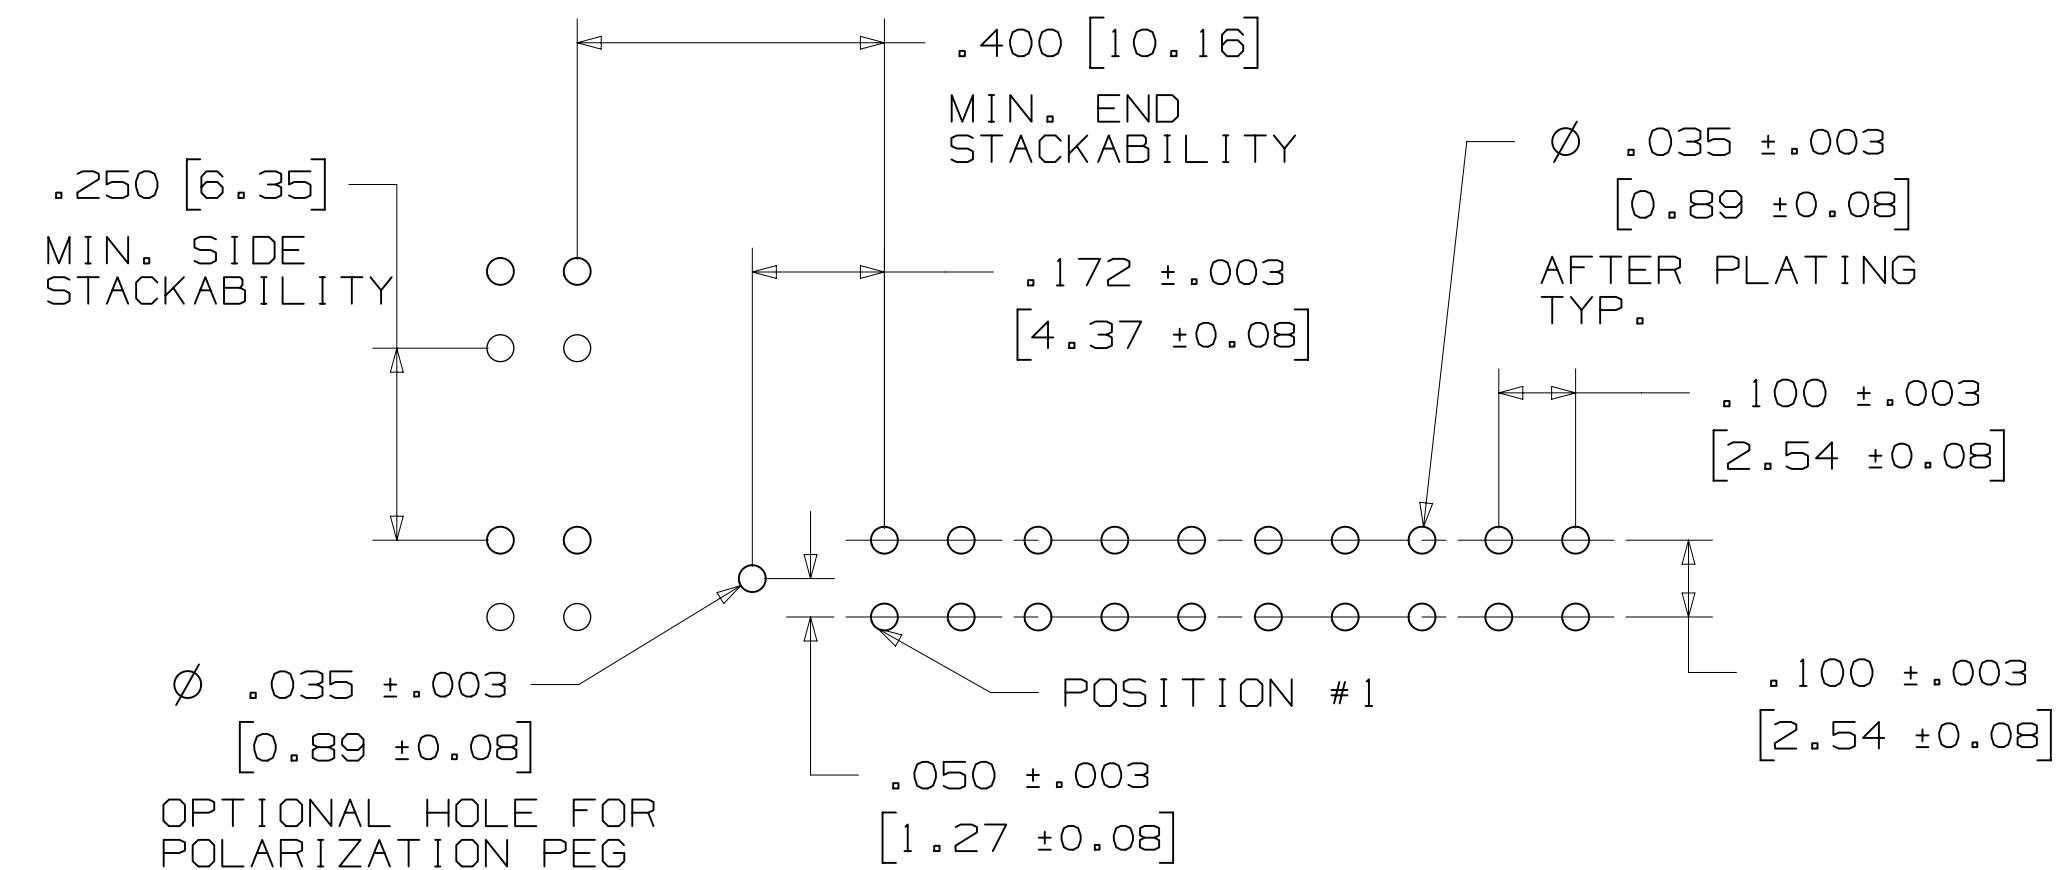 .400 [10.16]
MIN. END
STACKABILITY
Ø .035 ±.003
[0.89 ±0.08]
AFTER PLATING
TYP.
.250 [6.35]
MIN. SIDE
STACKABILITY
.172 ±.003
[4.37 ±0.08]
.100 ±.003
[2.54 ±0.08]
Ø .035 ±.003
[0.89 ±0.08]
OPTIONAL HOLE FOR
POLARIZATION PEG
POSITION #1
.100 ±.003
[2.54 ±0.08]
.050 ±.003
[1.27 ±0.08]